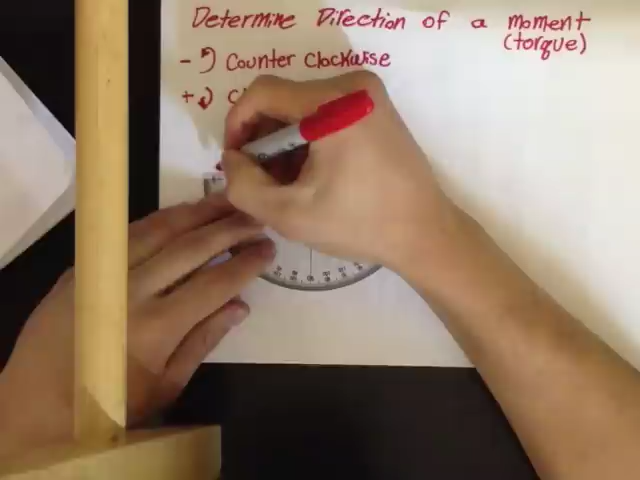 Determine Direction of a moment
(torque)
- Counter Clockwise
+